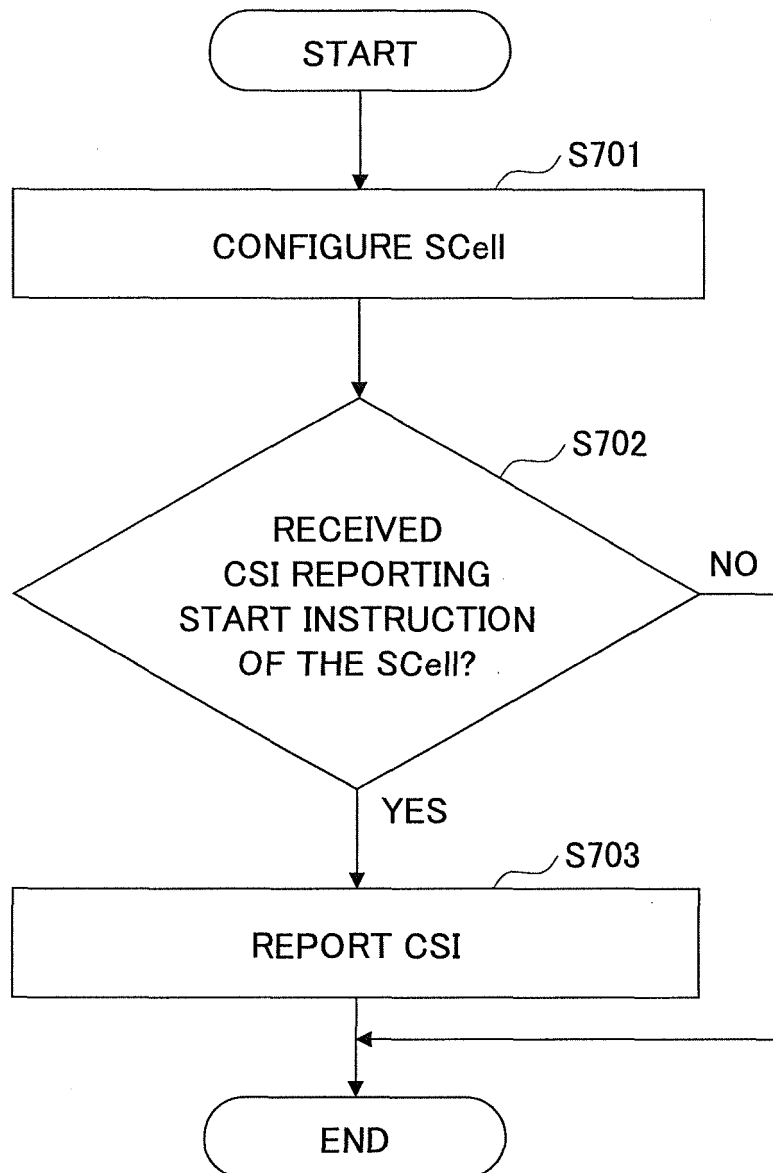 START
S701
CONFIGURE SCell
S702
RECEIVED
CSI REPORTING
START INSTRUCTION
OF THE SCell?
NO
YES
S703
REPORT CSI
END